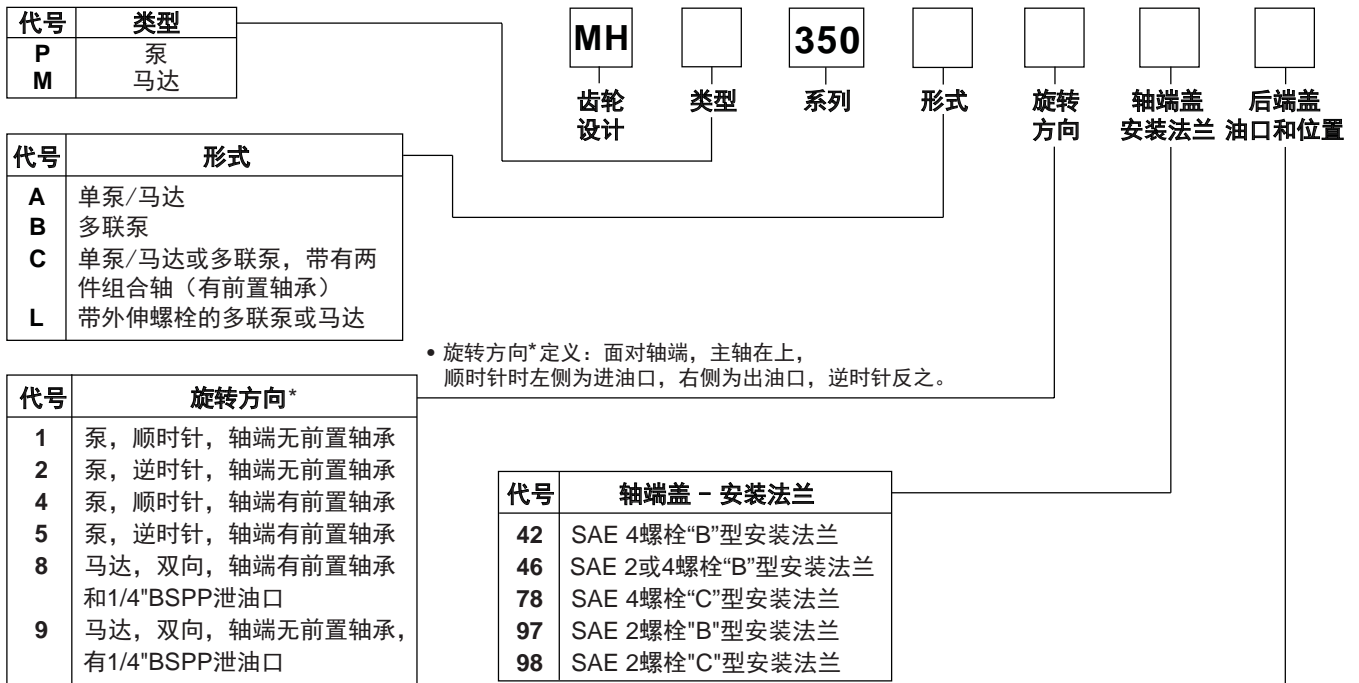 代号 类型
P 泵
M 马达
MH 350
齿轮 类型 系列 形式 旋转 轴端盖 后端盖
设计 方向 安装法兰 油口和位置
代号 形式
A 单泵/马达
B 多联泵
C 单泵/马达或多联泵，带有两
件组合轴（有前置轴承）
L 带外伸螺栓的多联泵或马达
• 旋转方向*定义：面对轴端，主轴在上，
顺时针时左侧为进油口，右侧为出油口，逆时针反之。
代号 旋转方向*
1 泵，顺时针，轴端无前置轴承
2 泵，逆时针，轴端无前置轴承
4 泵，顺时针，轴端有前置轴承
5 泵，逆时针，轴端有前置轴承
8 马达，双向，轴端有前置轴承
和1/4"BSPP泄油口
9 马达，双向，轴端无前置轴承，
有1/4"BSPP泄油口
代号 轴端盖 - 安装法兰
42 SAE 4螺栓“B”型安装法兰
46 SAE 2或4螺栓“B”型安装法兰
78 SAE 4螺栓“C”型安装法兰
97 SAE 2螺栓"B"型安装法兰
98 SAE 2螺栓"C"型安装法兰